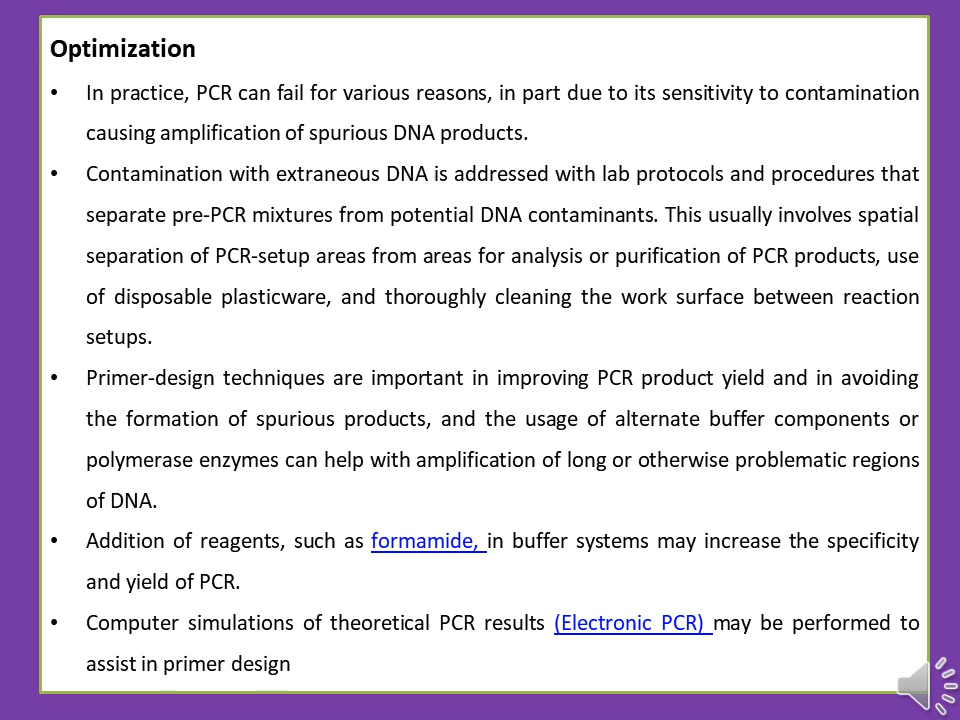 Optimization
• In practice, PCR can fail for various reasons, in part due to its sensitivity to contamination
causing amplification of spurious DNA products.
• Contamination with extraneous DNA is addressed with lab protocols and procedures that
separate pre-PCR mixtures from potential DNA contaminants. This usually involves spatial
separation of PCR-setup areas from areas for analysis or purification of PCR products, use
of disposable plasticware, and thoroughly cleaning the work surface between reaction
setups.
• Primer-design techniques are important in improving PCR product yield and in avoiding
the formation of spurious products, and the usage of alternate buffer components or
polymerase enzymes can help with amplification of long or otherwise problematic regions
of DNA.
• Addition of reagents, such as formamide, in buffer systems may increase the specificity
and yield of PCR.
• Computer simulations of theoretical PCR results (Electronic PCR) may be performed to
assist in primer design